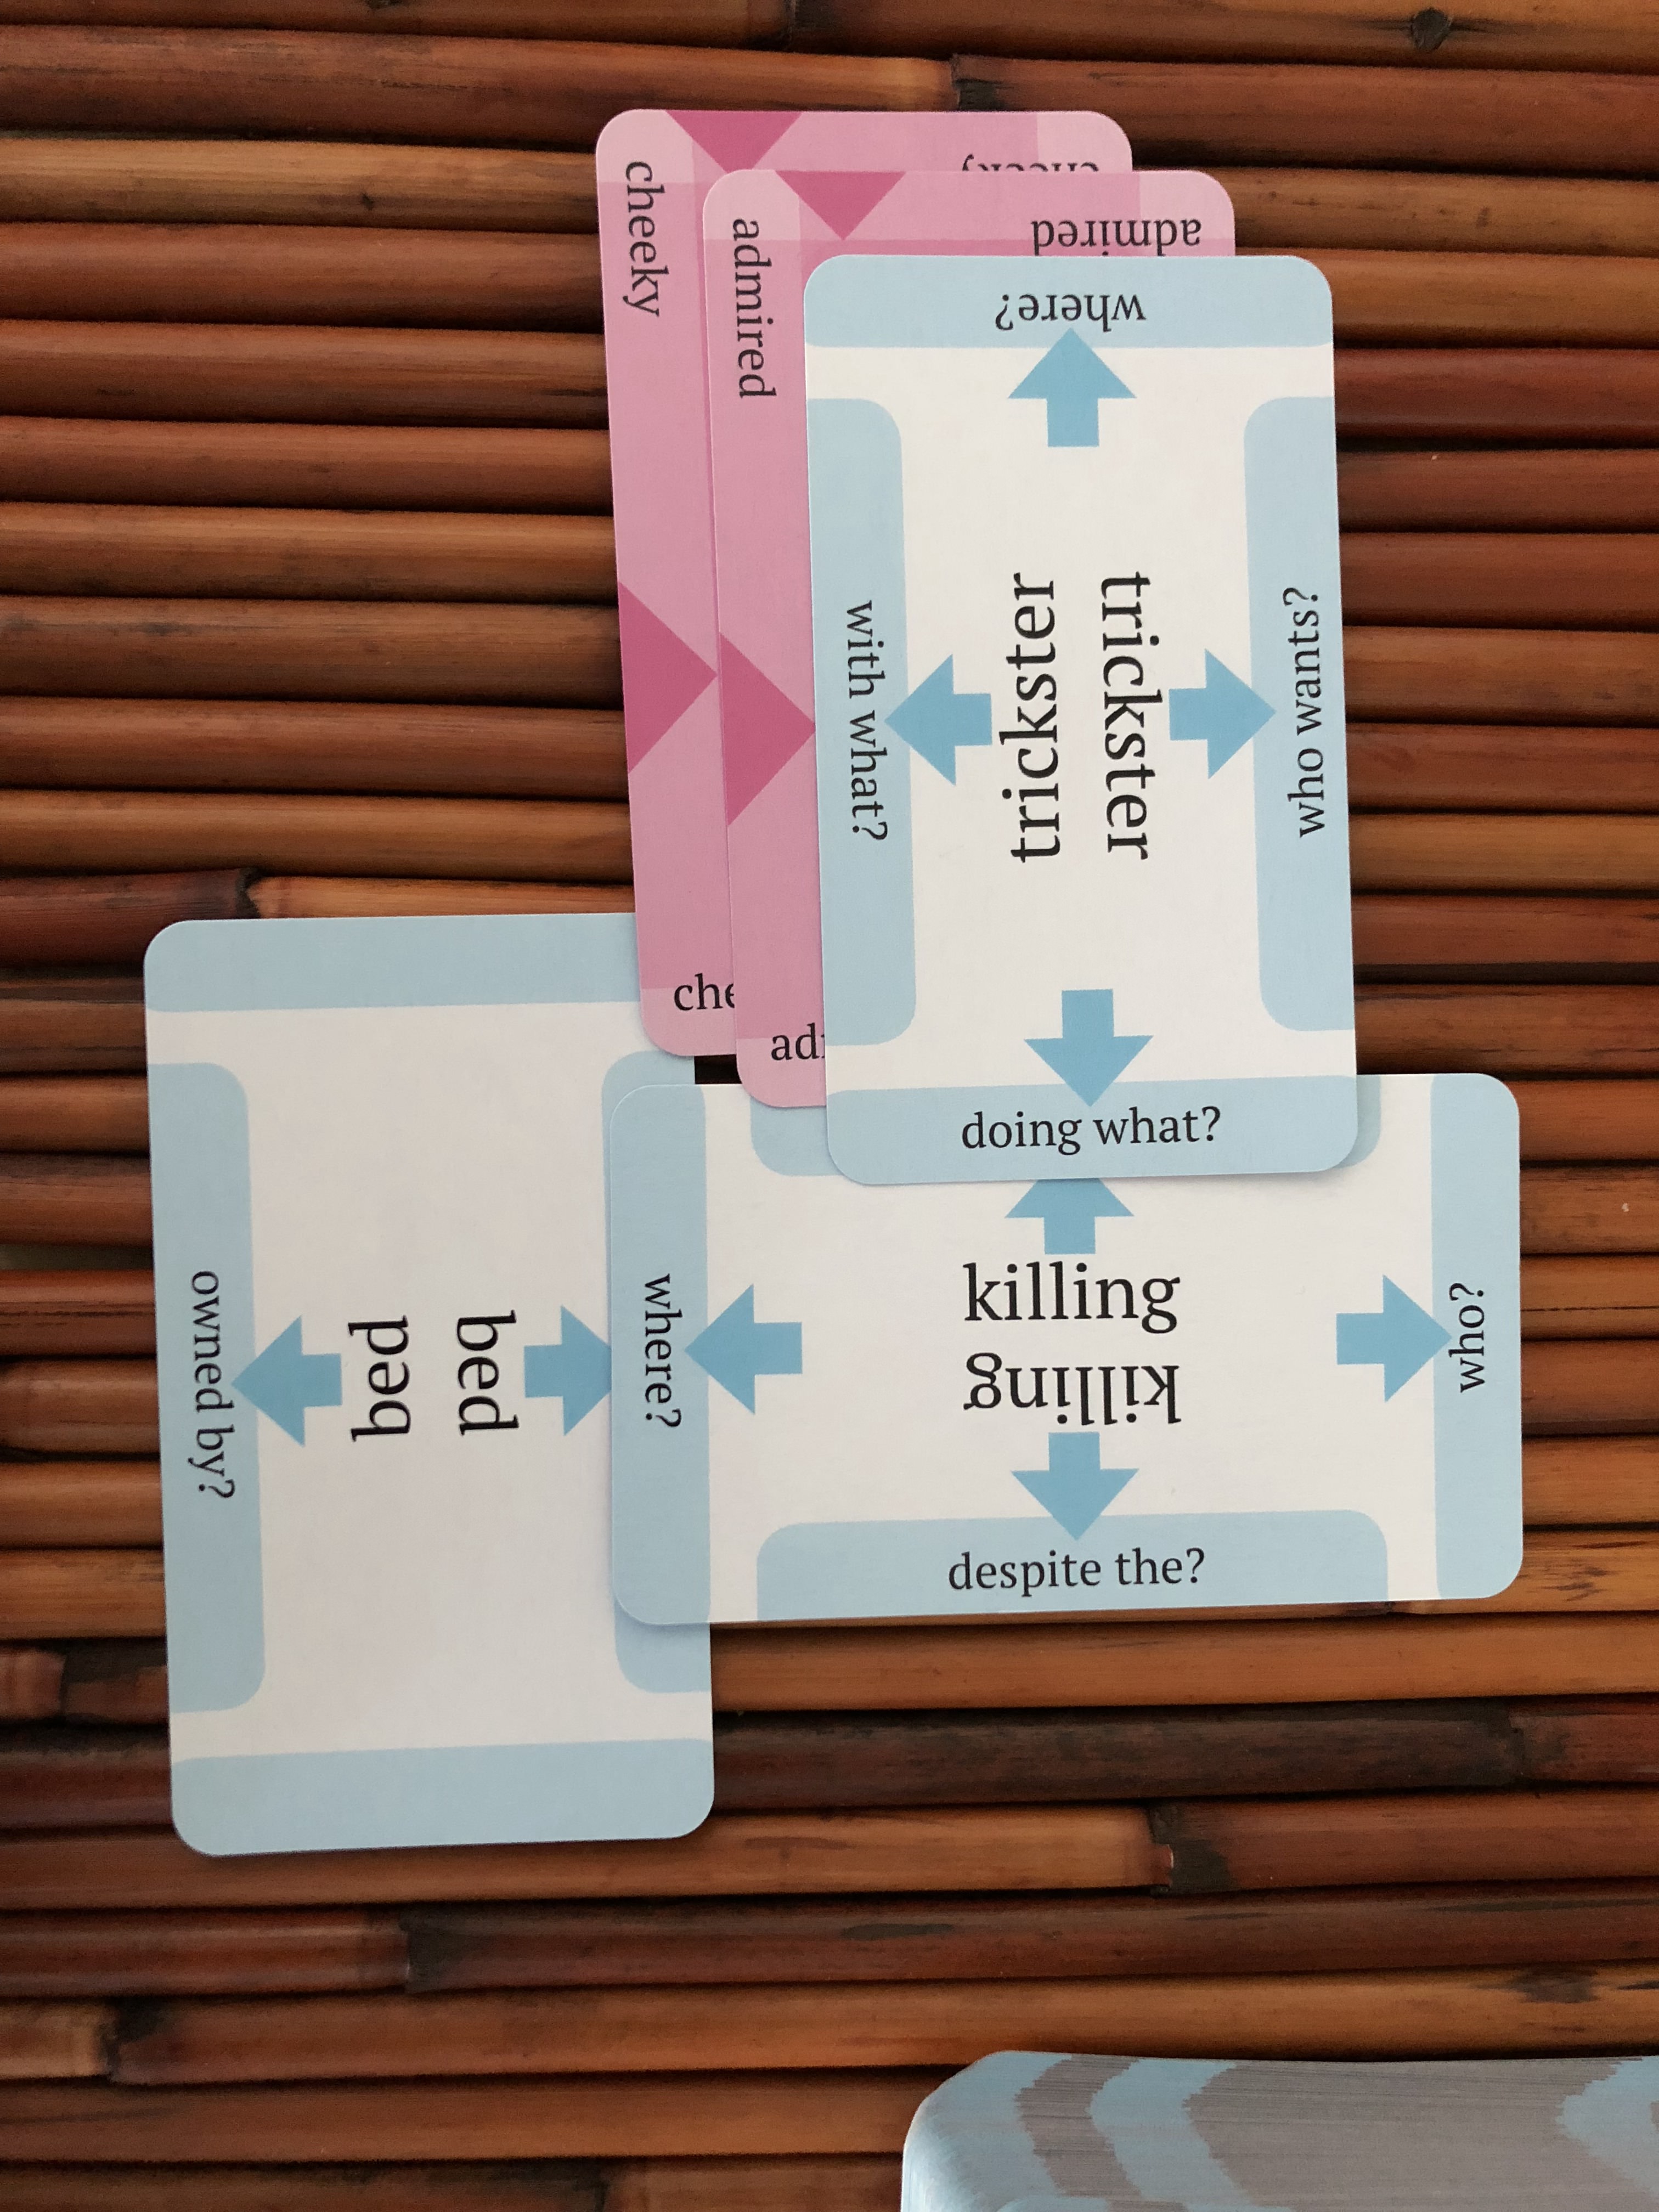 cheeky
cheeky
admired
admired
where?
with what?
trickster
trickster
who wants?
che
ad
doing what?
owned by?
bed
bed
where?
killing
killing
who?
despite the?